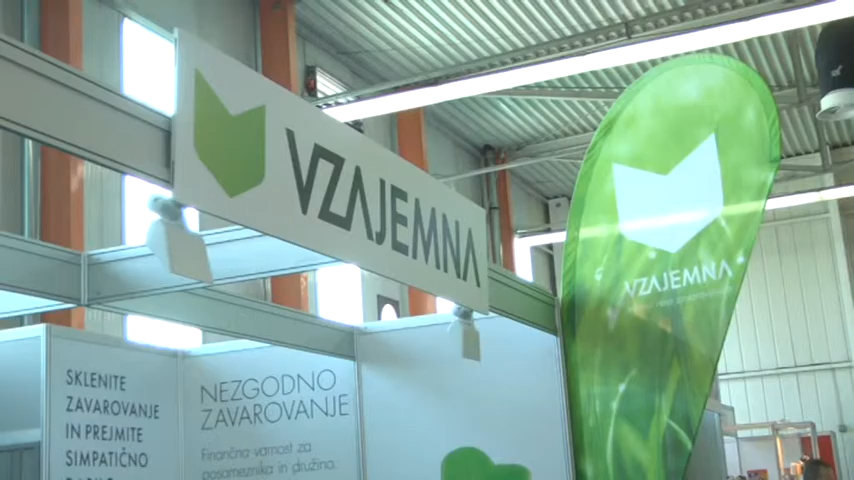 VZAJEMNA
VZAJEMNA
SKLENITE
ZAVAROVANJE
IN PREJMITE
SIMPATIČNO
NEZGODNO
ZAVAROVANJE
Finančna varnost za
posameznika in družino.